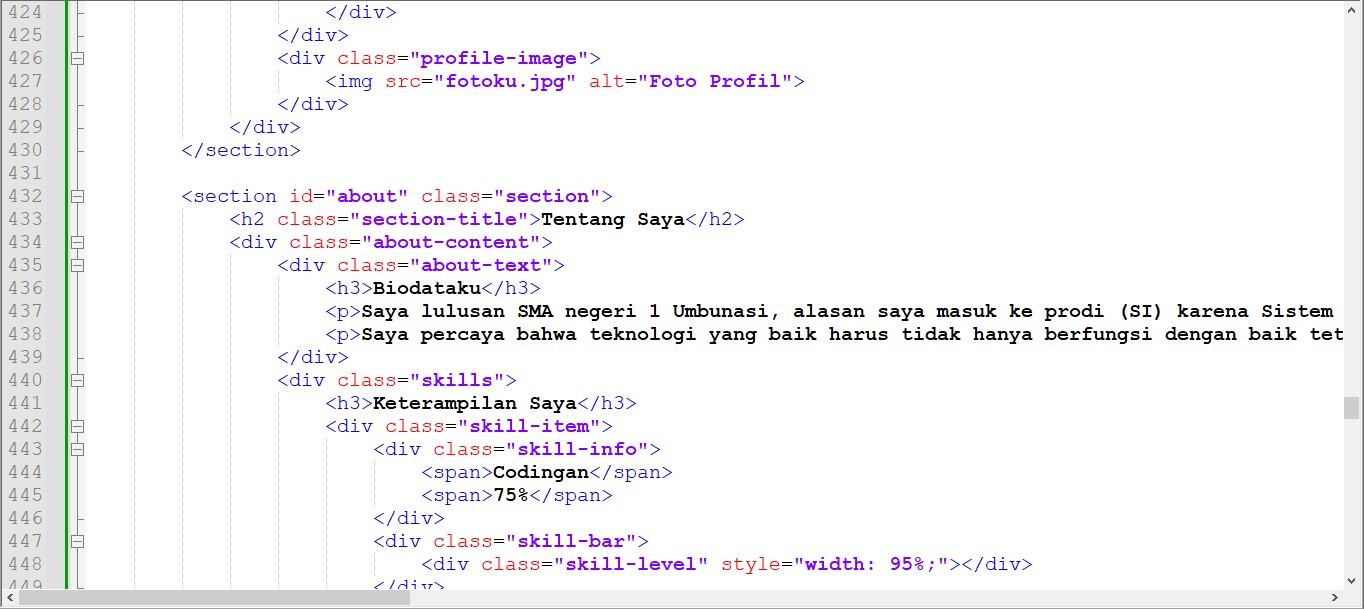 424 </div>
425 </div>
426 <div class="profile-image">
427 <img src="fotoku.jpg" alt="Foto Profil">
428 </div>
429 </div>
430 </section>
431
432 <section id="about" class="section">
433 <h2 class="section-title">Tentang Saya</h2>
434 <div class="about-content">
435 <div class="about-text">
436 <h3>Biodataku</h3>
437 <p>Saya lulusan SMA negeri 1 Umbunasi, alasan saya masuk ke prodi (SI) karena Sistem
438 <p>Saya percaya bahwa teknologi yang baik harus tidak hanya berfungsi dengan baik tet
439 </div>
440 <div class="skills">
441 <h3>Keterampilan Saya</h3>
442 <div class="skill-item">
443 <div class="skill-info">
444 <span>Codingan</span>
445 <span>75%</span>
446 </div>
447 <div class="skill-bar">
448 <div class="skill-level" style="width: 95%;"></div>
449 </div>